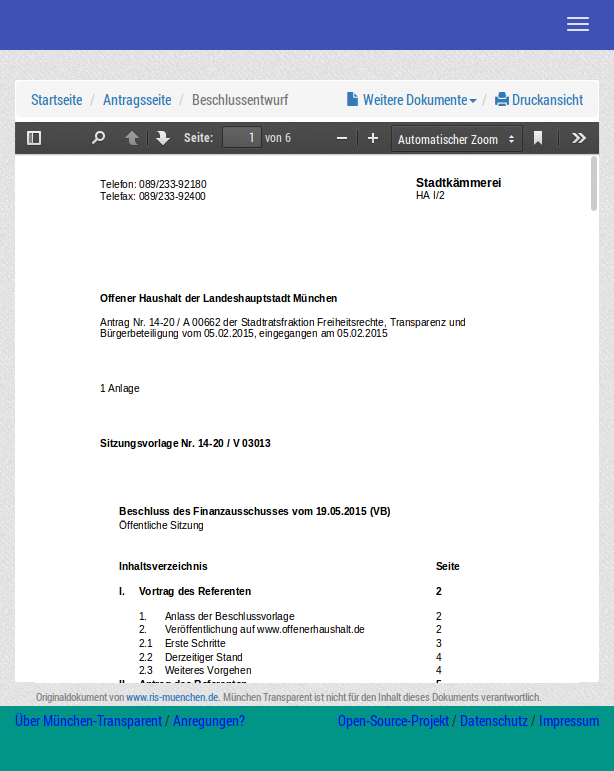 Startseite / Antragsseite / Beschlussentwurf Weitere Dokumente / Druckansicht
Seite: 1 von 6 Automatischer Zoom
Telefon: 089/233-92180 Stadtkämmerei
Telefax: 089/233-92400 HA I/2
Offener Haushalt der Landeshauptstadt München
Antrag Nr. 14-20 / A 00662 der Stadtratsfraktion Freiheitsrechte, Transparenz und
Bürgerbeteiligung vom 05.02.2015, eingegangen am 05.02.2015
1 Anlage
Sitzungsvorlage Nr. 14-20 / V 03013
Beschluss des Finanzausschusses vom 19.05.2015 (VB)
Öffentliche Sitzung
Inhaltsverzeichnis Seite
I. Vortrag des Referenten 2
1. Anlass der Beschlussvorlage 2
2. Veröffentlichung auf www.offenerhaushalt.de 2
2.1 Erste Schritte 3
2.2 Derzeitiger Stand 4
2.3 Weiteres Vorgehen 4
II. Antrag des Referenten 5
Originaldokument von www.ris-muenchen.de. München Transparent ist nicht für den Inhalt dieses Dokuments verantwortlich.
Über München-Transparent / Anregungen? Open-Source-Projekt / Datenschutz / Impressum